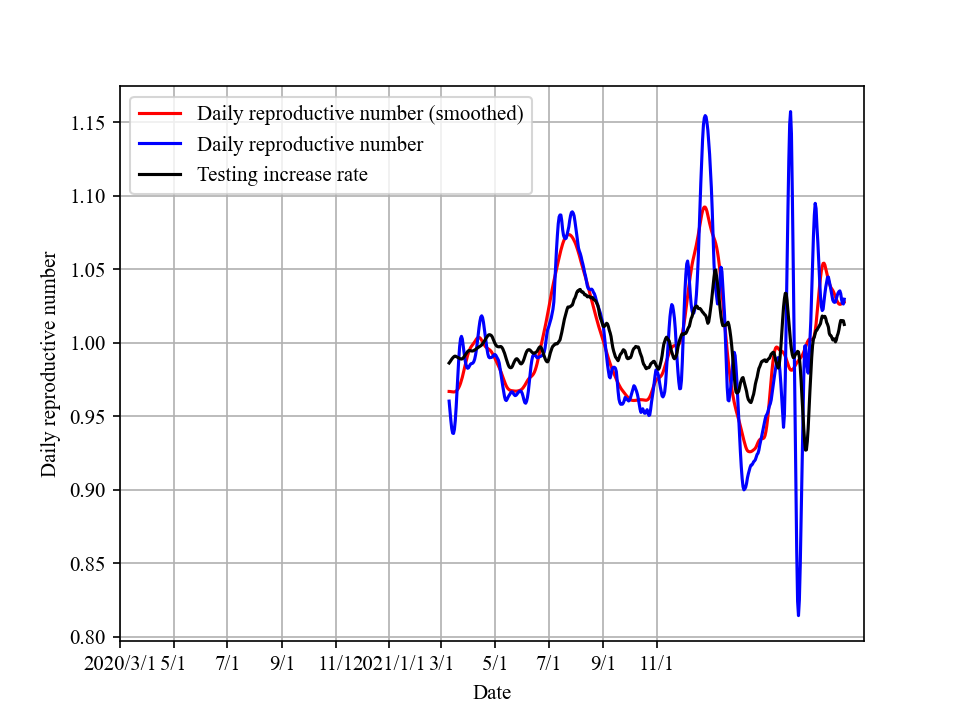 Daily reproductive number (smoothed)
Daily reproductive number
Testing increase rate
Daily reproductive number
1.15
1.10
1.05
1.00
0.95
0.90
0.85
0.80
2020/3/1 5/1 7/1 9/1 11/1 2021/1/1 3/1 5/1 7/1 9/1 11/1
Date